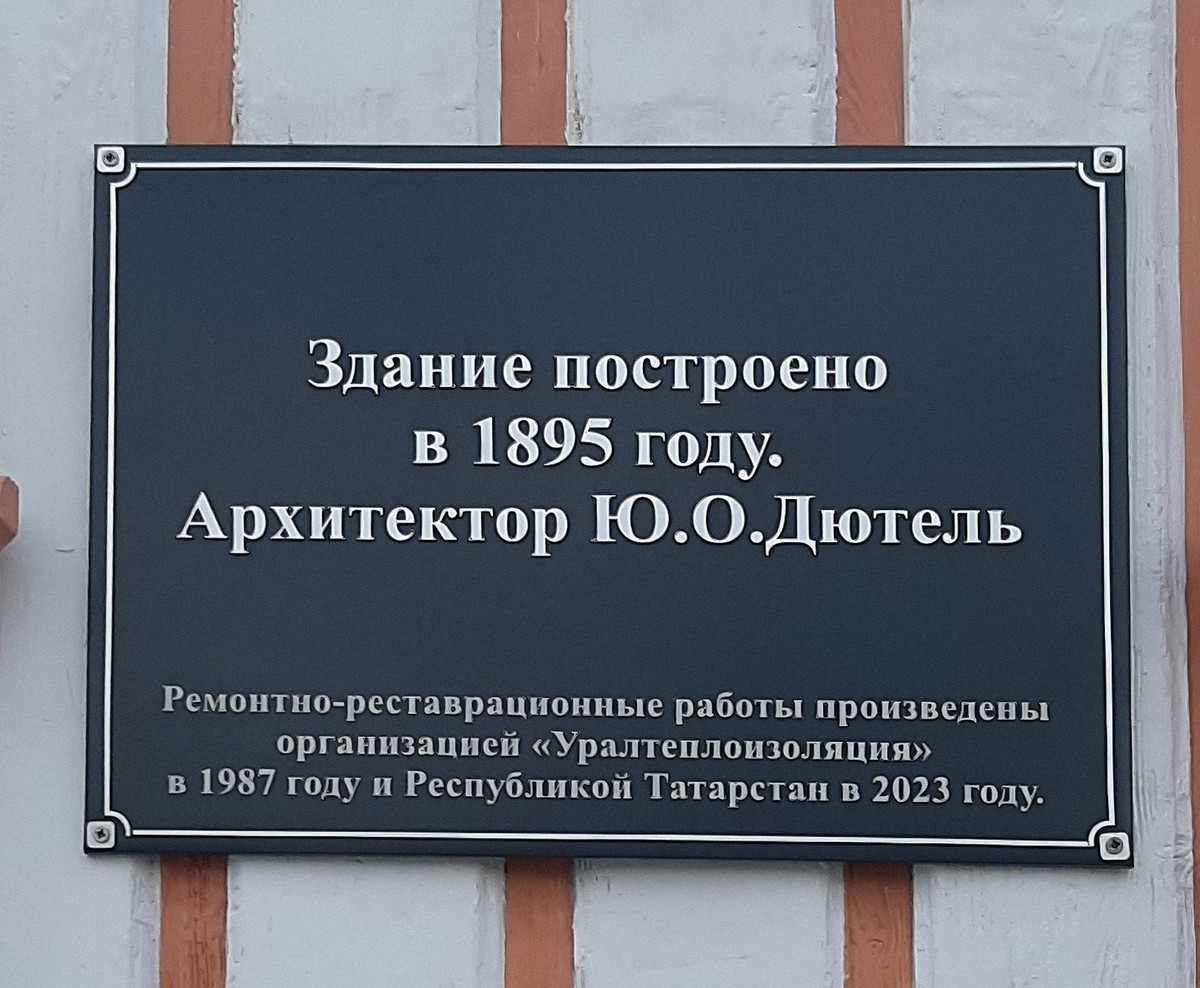 Здание построено
в 1895 году.
Архитектор Ю.О.Дютель
Ремонтно-реставрационные работы произведены
организацией «Уралтеплоизоляция»
в 1987 году и Республикой Татарстан в 2023 году.